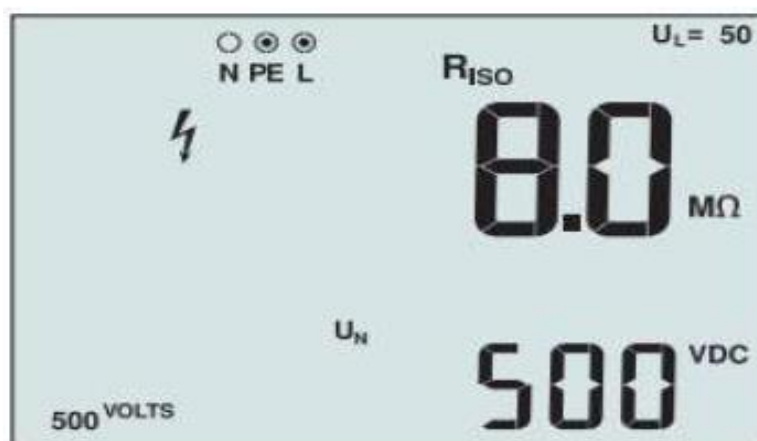 U_L= 50
N PE L
R_ISO
8.0 MΩ
U_N
500 VDC
500 VOLTS